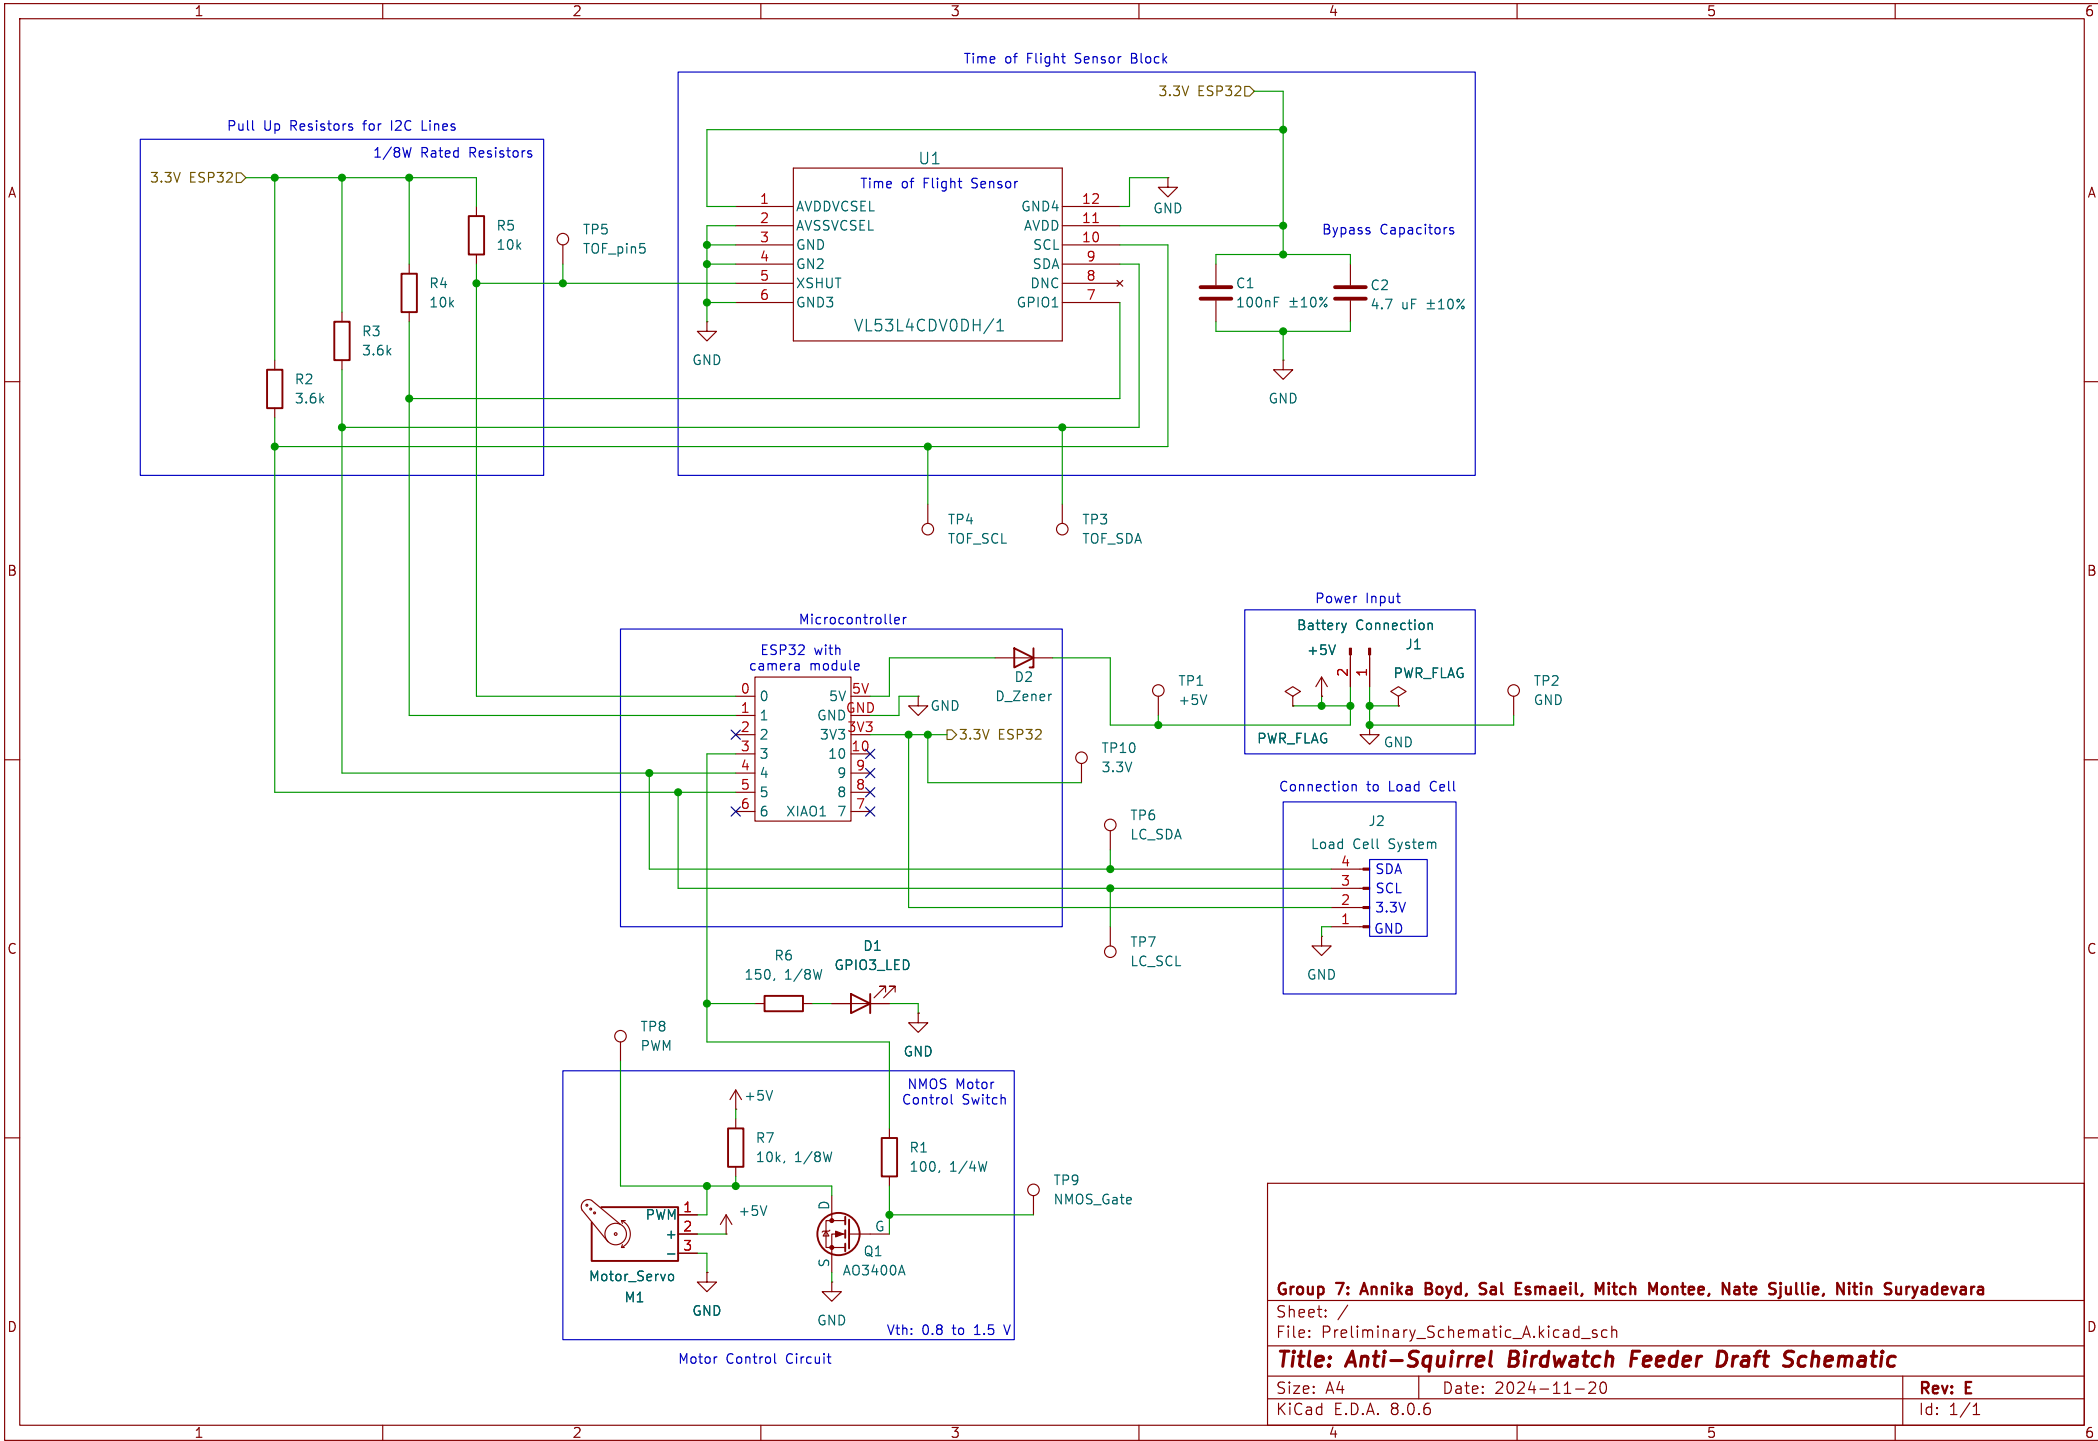 1 2 3 4 5 6
Time of Flight Sensor Block
3.3V ESP32
Pull Up Resistors for I2C Lines
1/8W Rated Resistors
3.3V ESP32
A
A
U1
Time of Flight Sensor
1 AVDDVCSEL
2 AVSSVCSEL
3 GND
4 GN2
5 XSHUT
6 GND3
GND4 12
AVDD 11
SCL 10
SDA 9
DNC 8
GPIO1 7
VL53L4CDV0DH/1
GND
GND
Bypass Capacitors
C1
100nF ±10%
C2
4.7 uF ±10%
GND
R5
10k
TP5
TOF_pin5
R4
10k
R3
3.6k
R2
3.6k
TP4
TOF_SCL
TP3
TOF_SDA
B
B
Microcontroller
ESP32 with
camera module
0 0
1 1
2 2
3 3
4 4
5 5
6 6
5V 5V
GND GND
3V3 3V3
10 10
9 9
8 8
7 7
XIAO1
D2
D_Zener
GND
3.3V ESP32
TP10
3.3V
TP1
+5V
Power Input
Battery Connection
J1
+5V
2
1
PWR_FLAG
PWR_FLAG
GND
TP2
GND
Connection to Load Cell
J2
Load Cell System
4 SDA
3 SCL
2 3.3V
1 GND
GND
TP6
LC_SDA
TP7
LC_SCL
C
C
R6
150, 1/8W
D1
GPIO3_LED
GND
TP8
PWM
NMOS Motor
Control Switch
+5V
R7
10k, 1/8W
R1
100, 1/4W
TP9
NMOS_Gate
PWM 1
+ 2
− 3
+5V
Motor_Servo
M1
GND
D
G
S
Q1
AO3400A
GND
Vth: 0.8 to 1.5 V
Motor Control Circuit
D
D
Group 7: Annika Boyd, Sal Esmaeil, Mitch Montee, Nate Sjullie, Nitin Suryadevara
Sheet: /
File: Preliminary_Schematic_A.kicad_sch
Title: Anti-Squirrel Birdwatch Feeder Draft Schematic
Size: A4
Date: 2024-11-20
Rev: E
KiCad E.D.A. 8.0.6
Id: 1/1
1 2 3 4 5 6